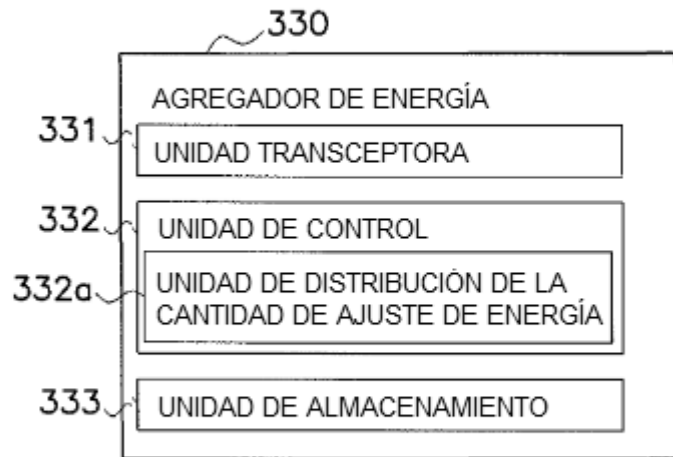 330
AGREGADOR DE ENERGÍA
331
UNIDAD TRANSCEPTORA
332
UNIDAD DE CONTROL
332a
UNIDAD DE DISTRIBUCIÓN DE LA
CANTIDAD DE AJUSTE DE ENERGÍA
333
UNIDAD DE ALMACENAMIENTO